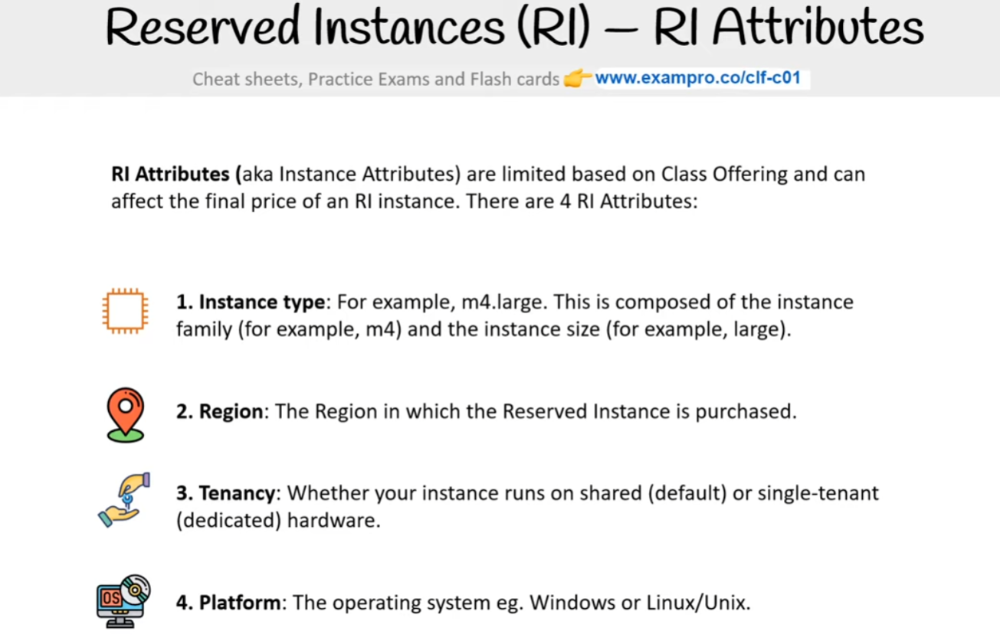 Reserved Instances (RI) – RI Attributes
Cheat sheets, Practice Exams and Flash cards 👉 www.exampro.co/clf-c01
RI Attributes (aka Instance Attributes) are limited based on Class Offering and can
affect the final price of an RI instance. There are 4 RI Attributes:
1. Instance type: For example, m4.large. This is composed of the instance
family (for example, m4) and the instance size (for example, large).
2. Region: The Region in which the Reserved Instance is purchased.
3. Tenancy: Whether your instance runs on shared (default) or single-tenant
(dedicated) hardware.
OS
4. Platform: The operating system eg. Windows or Linux/Unix.